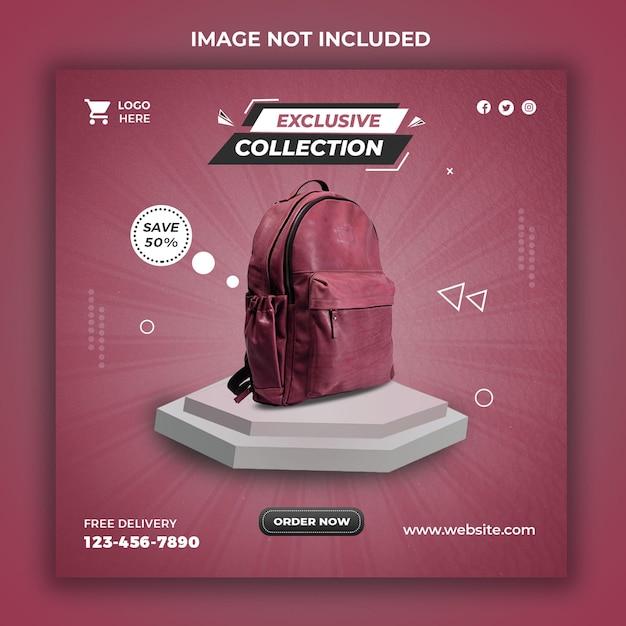 IMAGE NOT INCLUDED
LOGO
HERE
EXCLUSIVE
COLLECTION
SAVE
50%
FREE DELIVERY
123-456-7890
ORDER NOW
www.website.com